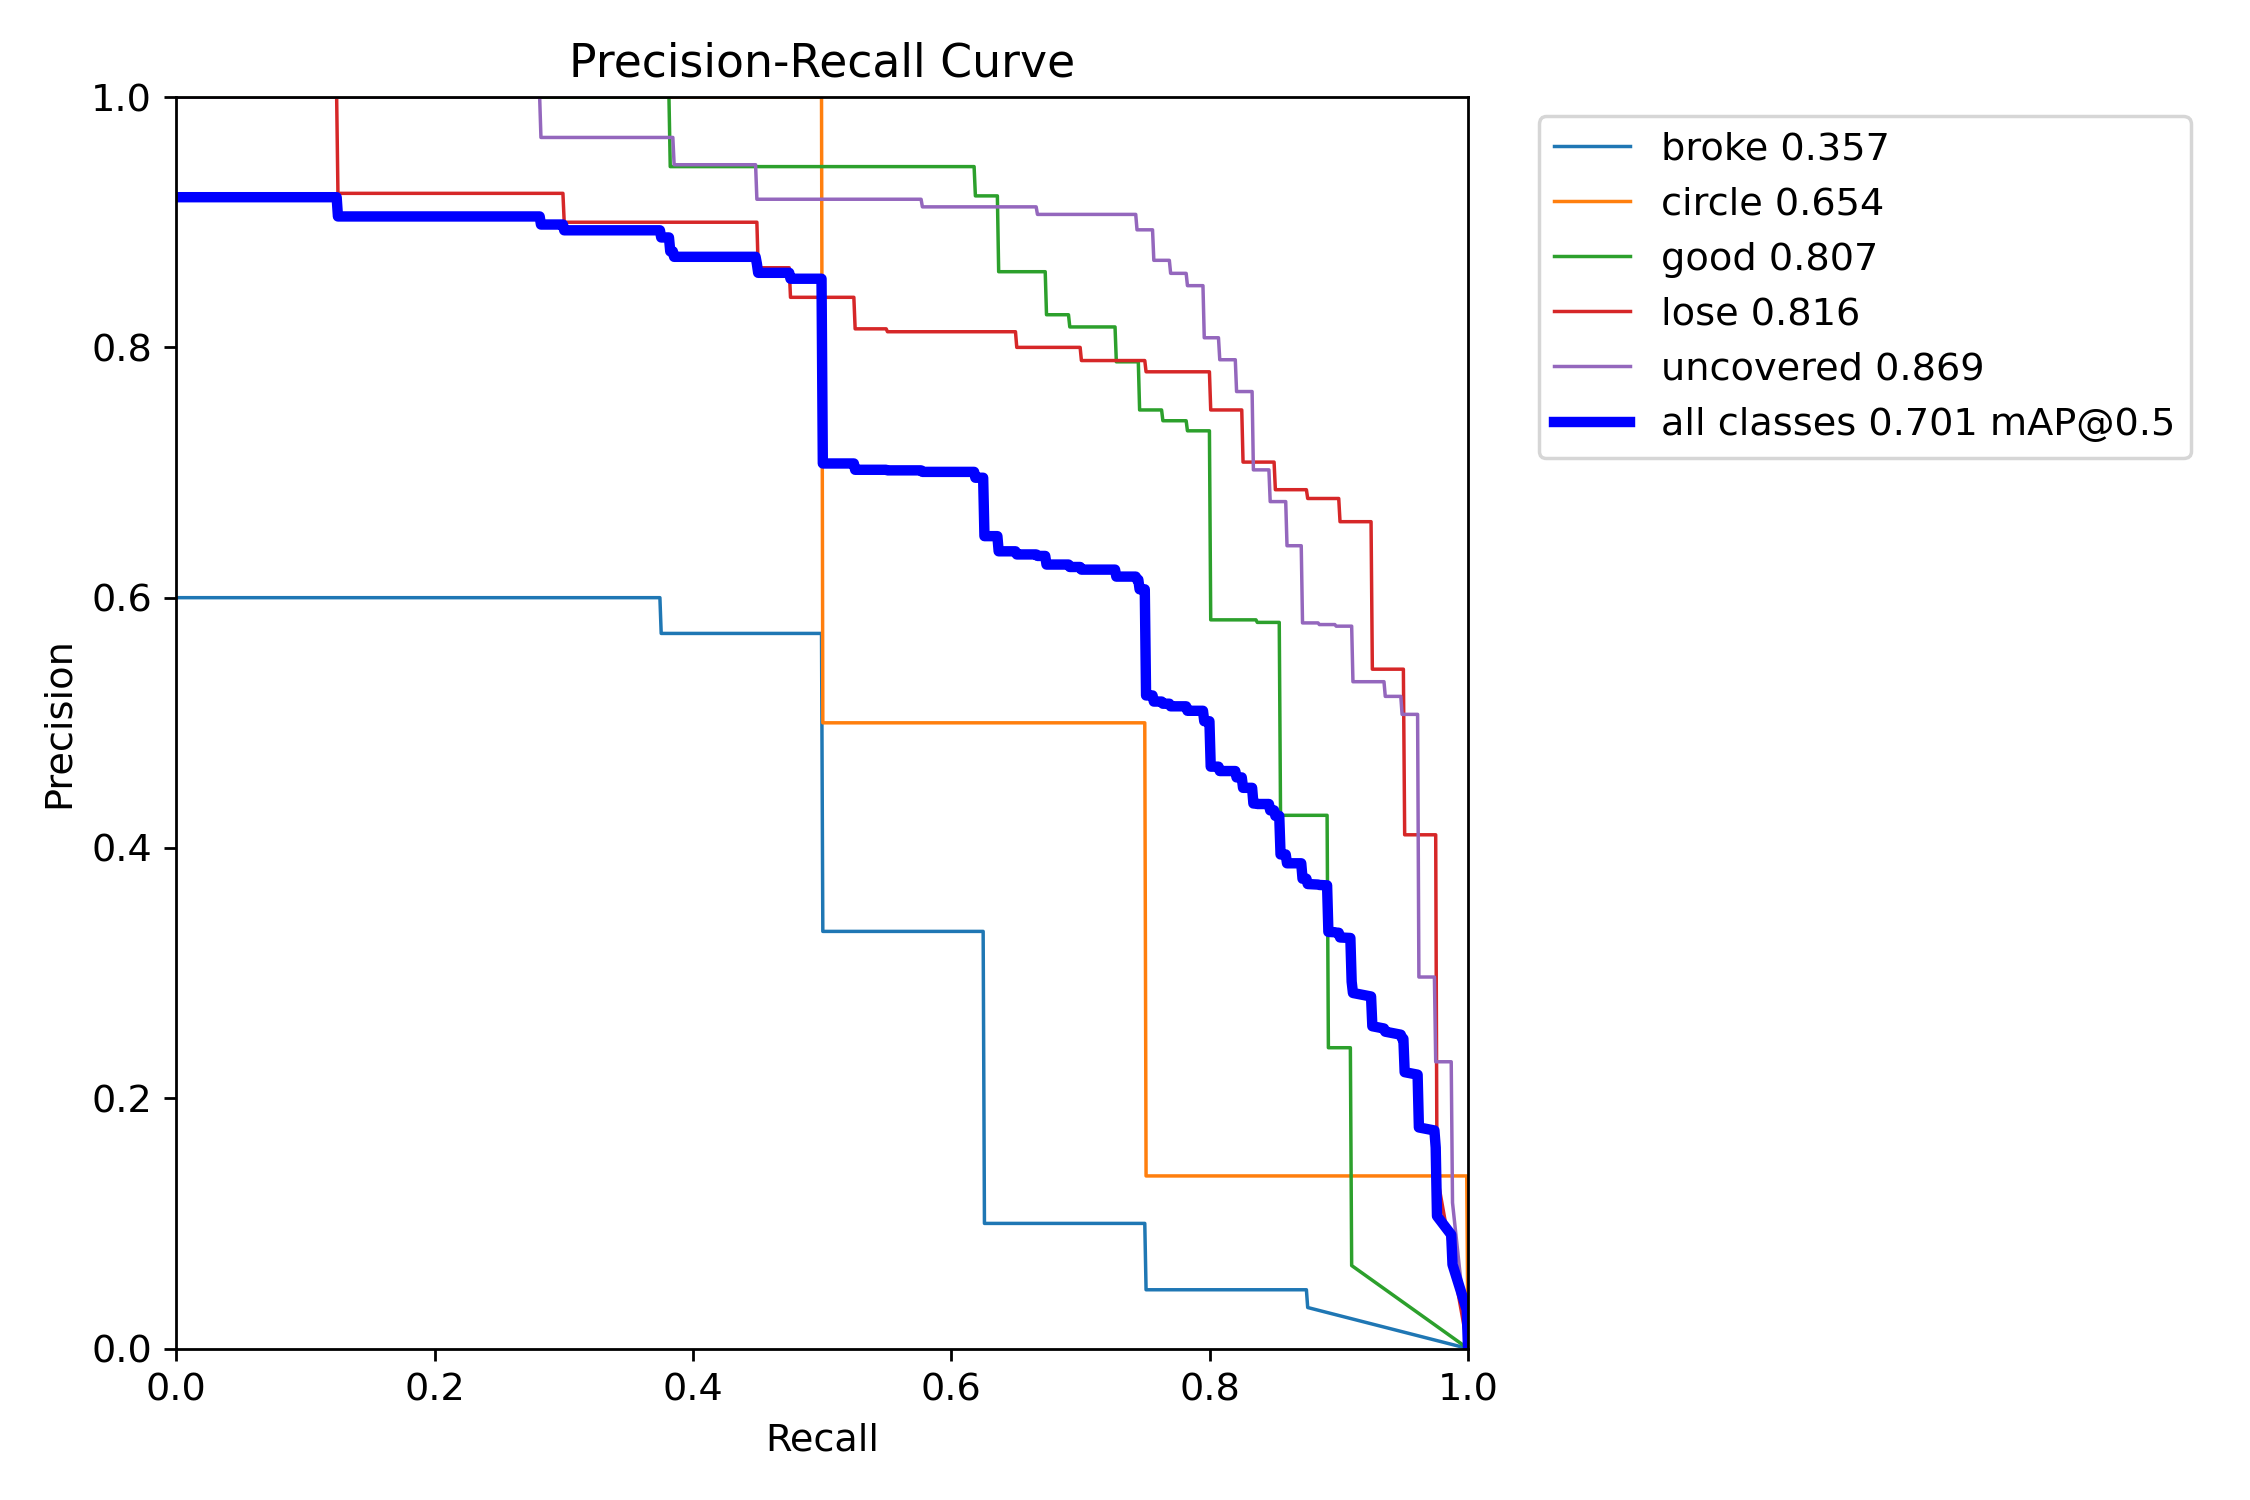 Precision-Recall Curve
1.0
0.8
0.6
0.4
0.2
0.0
Precision
0.0 0.2 0.4 0.6 0.8 1.0
Recall
broke 0.357
circle 0.654
good 0.807
lose 0.816
uncovered 0.869
all classes 0.701 mAP@0.5